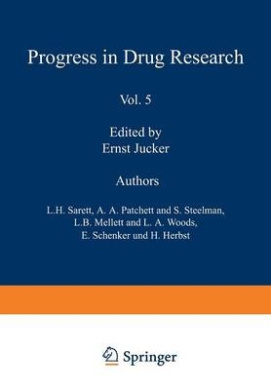 Progress in Drug Research
Vol. 5
Edited by
Ernst Jucker
Authors
L.H. Sarett, A. A. Patchett and S. Steelman,
L.B. Mellett and L. A. Woods,
E. Schenker und H. Herbst
Springer